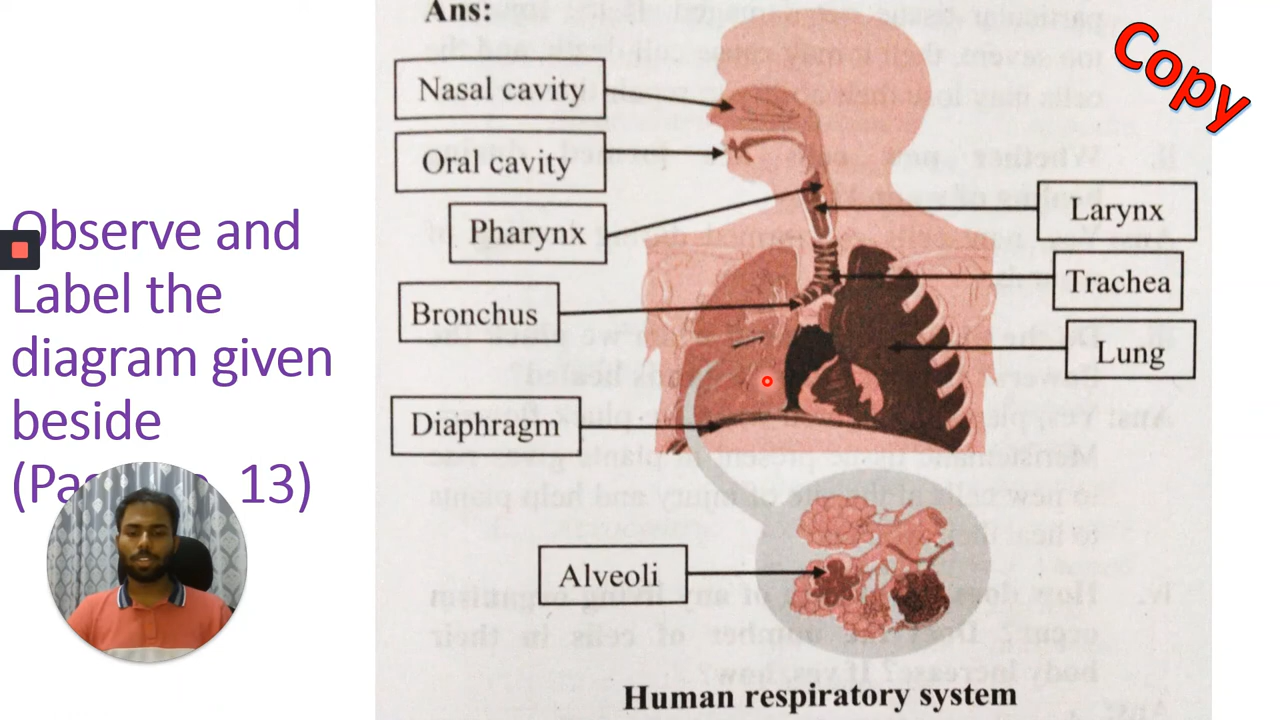 Ans:
Copy
Nasal cavity
Oral cavity
Pharynx
Bronchus
Diaphragm
Alveoli
Larynx
Trachea
Lung
Human respiratory system
Observe and
Label the
diagram given
beside
13)